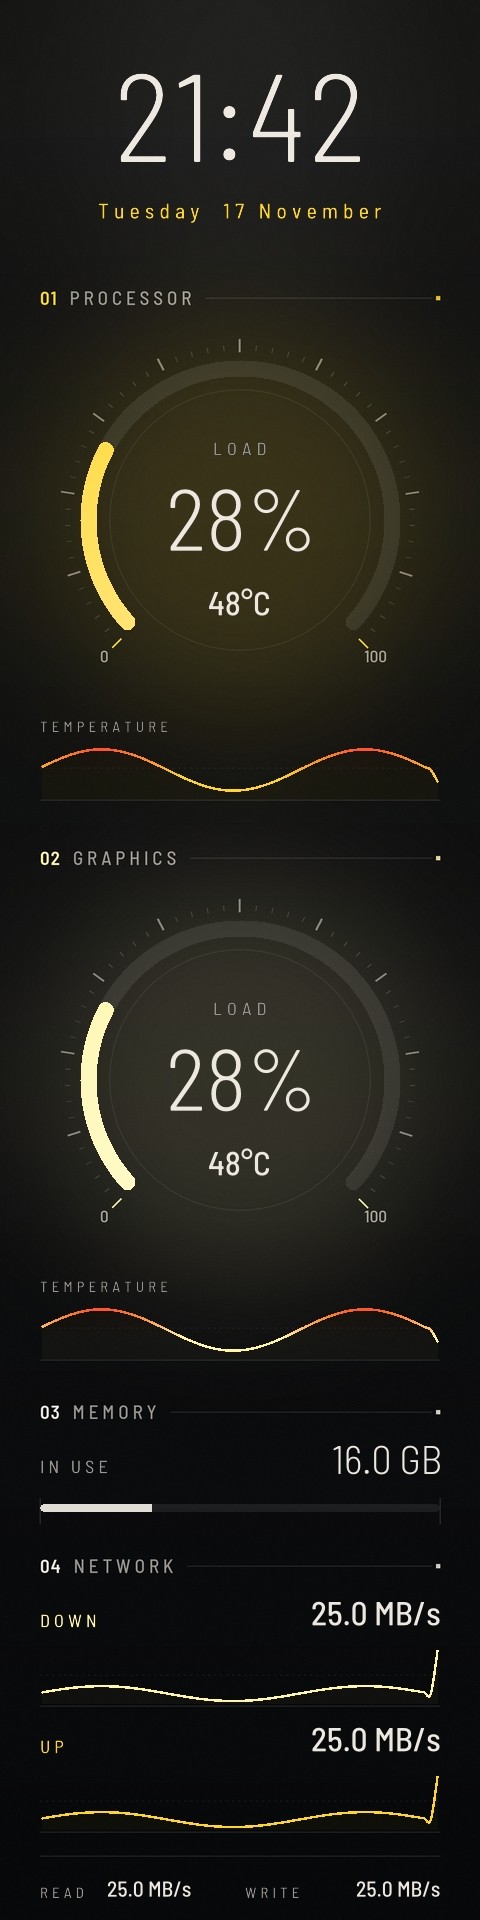 21:42
Tuesday 17 November
01 PROCESSOR
LOAD
28%
48°C
0 100
TEMPERATURE
02 GRAPHICS
LOAD
28%
48°C
0 100
TEMPERATURE
03 MEMORY
IN USE 16.0 GB
04 NETWORK
DOWN 25.0 MB/s
UP 25.0 MB/s
READ 25.0 MB/s WRITE 25.0 MB/s